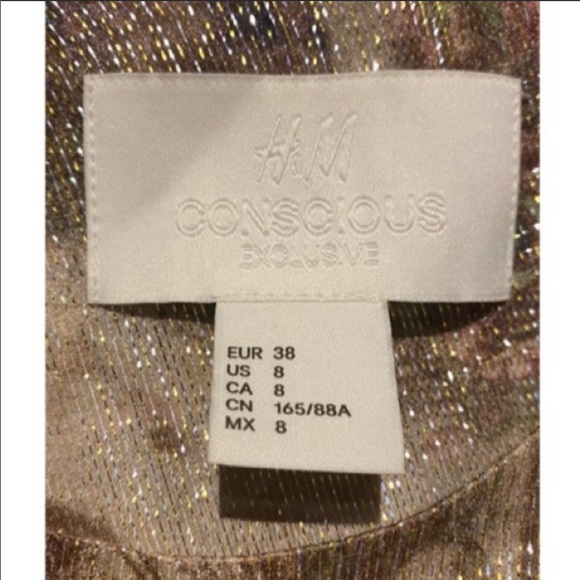 H&M
CONSCIOUS
EXCLUSIVE
EUR 38
US 8
CA 8
CN 165/88A
MX 8